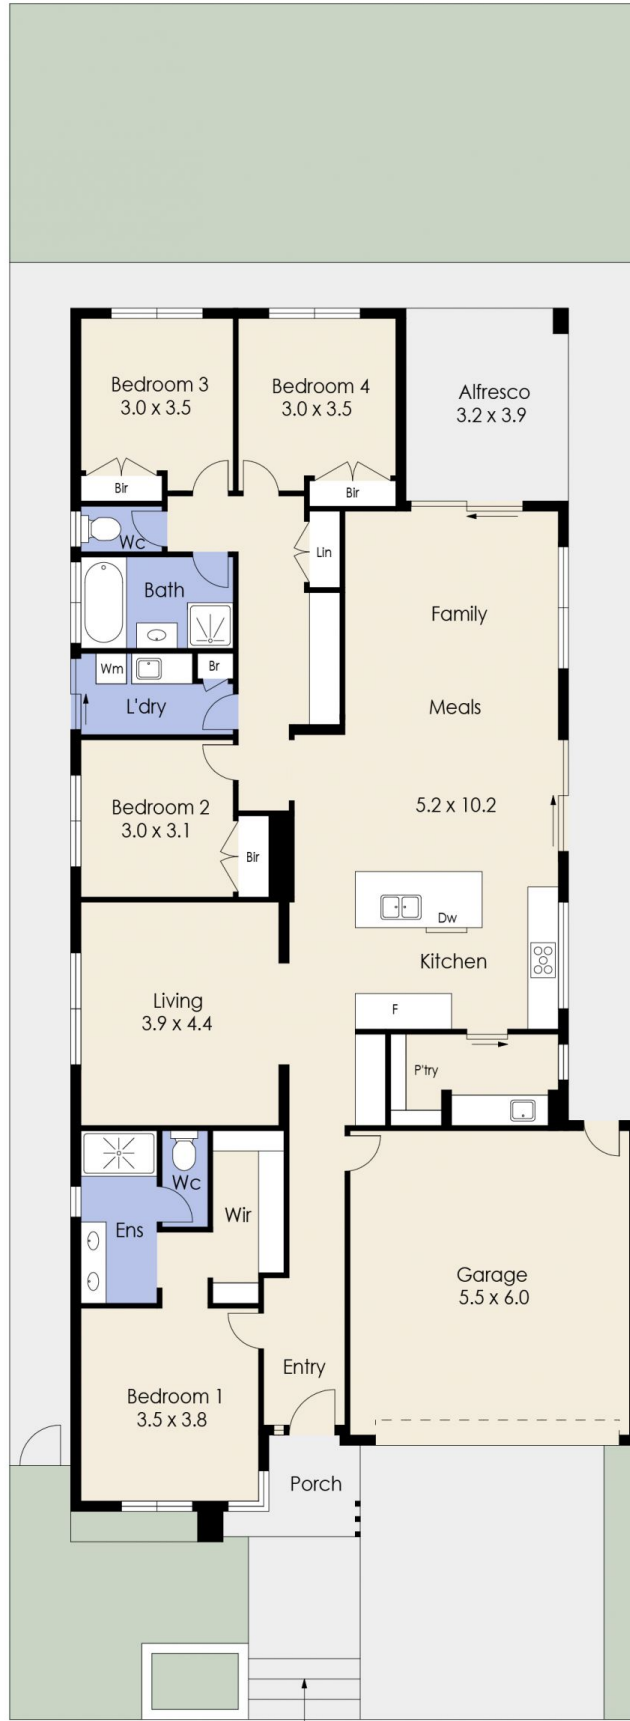 Bedroom 3
3.0 x 3.5
Bedroom 4
3.0 x 3.5
Alfresco
3.2 x 3.9
Bir
Bir
Wc
Lin
Bath
Family
Wm
Br
L'dry
Meals
Bedroom 2
3.0 x 3.1
5.2 x 10.2
Bir
Dw
Kitchen
Living
3.9 x 4.4
F
P'try
Wc
Ens
Wir
Garage
5.5 x 6.0
Entry
Bedroom 1
3.5 x 3.8
Porch